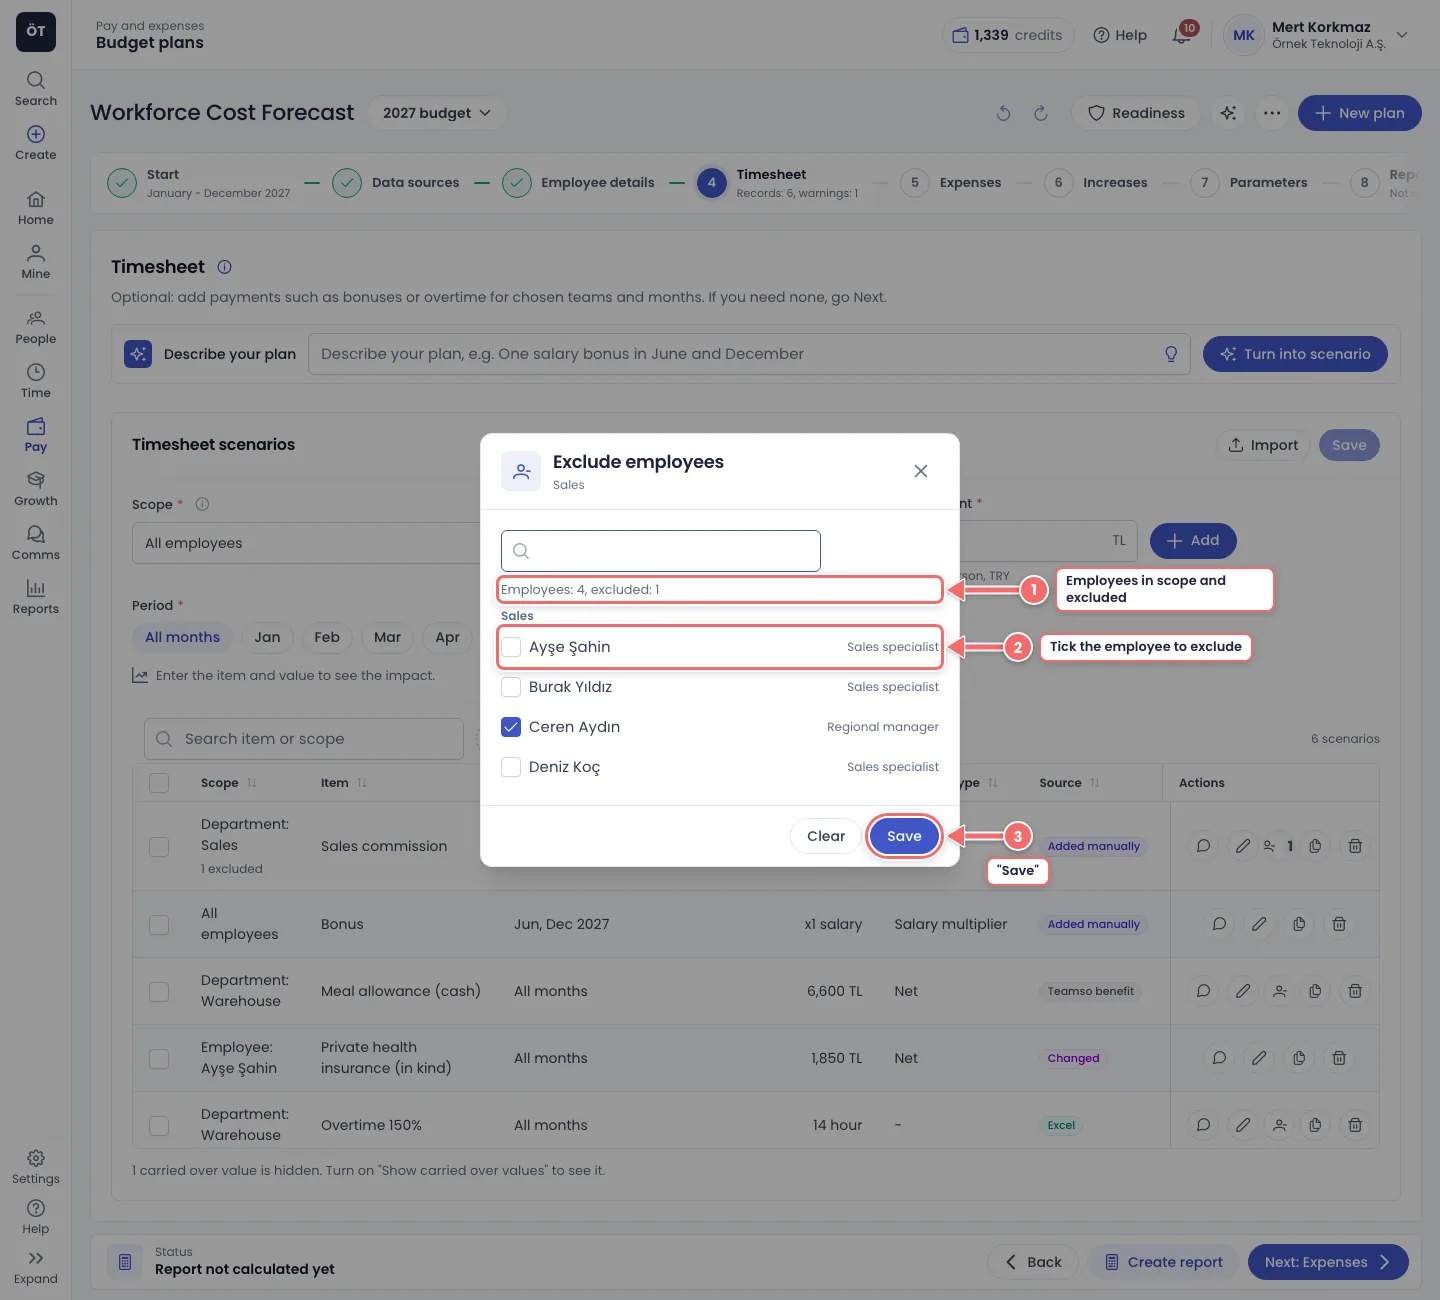 ÖT
Pay and expenses
Budget plans
1,339 credits
Help
10
MK
Mert Korkmaz
Örnek Teknoloji A.Ş.
Search
Create
Home
Mine
People
Time
Pay
Growth
Comms
Reports
Settings
Help
Expand
Workforce Cost Forecast
2027 budget
Readiness
New plan
Start
January - December 2027
Data sources
Employee details
4
Timesheet
Records: 6, warnings: 1
5
Expenses
6
Increases
7
Parameters
8
Timesheet
Optional: add payments such as bonuses or overtime for chosen teams and months. If you need none, go Next.
Describe your plan
Describe your plan, e.g. One salary bonus in June and December
Turn into scenario
Timesheet scenarios
Import
Save
Scope *
All employees
nt *
TL
Add
rson, TRY
Period *
All months
Jan
Feb
Mar
Apr
Enter the item and value to see the impact.
Search item or scope
6 scenarios
Exclude employees
Sales
Employees: 4, excluded: 1
Sales
Ayşe Şahin
Sales specialist
Burak Yıldız
Sales specialist
Ceren Aydın
Regional manager
Deniz Koç
Sales specialist
Clear
Save
1
Employees in scope and
excluded
2
Tick the employee to exclude
3
"Save"
Scope
Item
ype
Source
Actions
Department:
Sales
1 excluded
Sales commission
Added manually
1
All
employees
Bonus
Jun, Dec 2027
x1 salary
Salary multiplier
Added manually
Department:
Warehouse
Meal allowance (cash)
All months
6,600 TL
Net
Teamso benefit
Employee:
Ayşe Şahin
Private health
insurance (in kind)
All months
1,850 TL
Net
Changed
Department:
Warehouse
Overtime 150%
All months
14 hour
-
Excel
1 carried over value is hidden. Turn on "Show carried over values" to see it.
Status
Report not calculated yet
Back
Create report
Next: Expenses